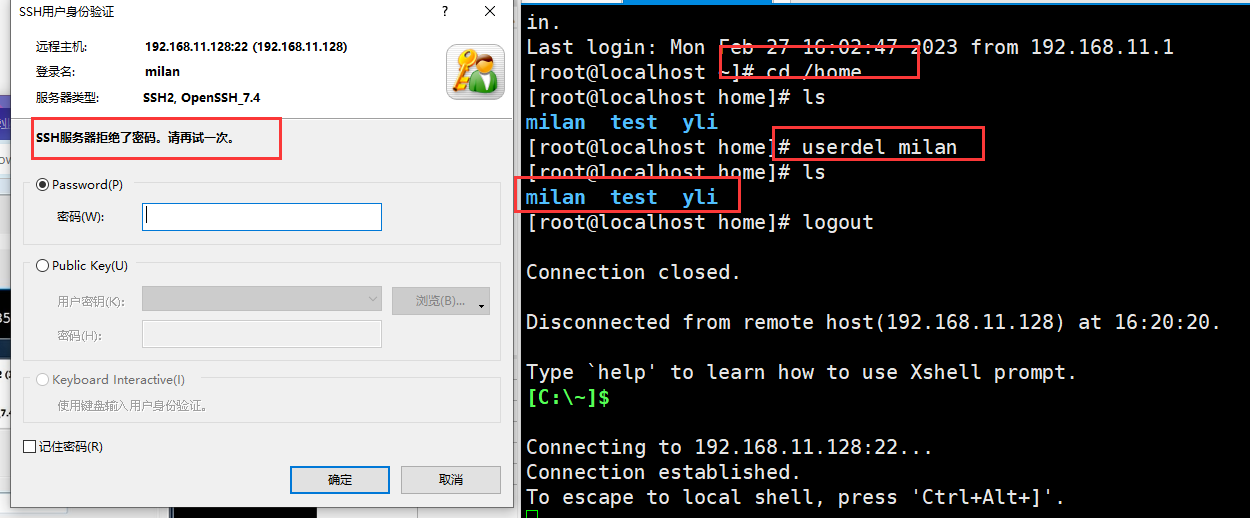 SSH用户身份验证
?
远程主机:
192.168.11.128:22 (192.168.11.128)
登录名:
milan
服务器类型:
SSH2, OpenSSH_7.4
SSH服务器拒绝了密码。请再试一次。
Password(P)
密码(W):
Public Key(U)
用户密钥(K):
浏览(B)...
密码(H):
Keyboard Interactive(I)
使用键盘输入用户身份验证。
记住密码(R)
确定
取消
in.
Last login: Mon Feb 27 16:02:47 2023 from 192.168.11.1
[root@localhost ~]# cd /home
[root@localhost home]# ls
milan test yli
[root@localhost home]# userdel milan
[root@localhost home]# ls
milan test yli
[root@localhost home]# logout
Connection closed.
Disconnected from remote host(192.168.11.128) at 16:20:20.
Type `help' to learn how to use Xshell prompt.
[C:\~]$
Connecting to 192.168.11.128:22...
Connection established.
To escape to local shell, press 'Ctrl+Alt+]'.